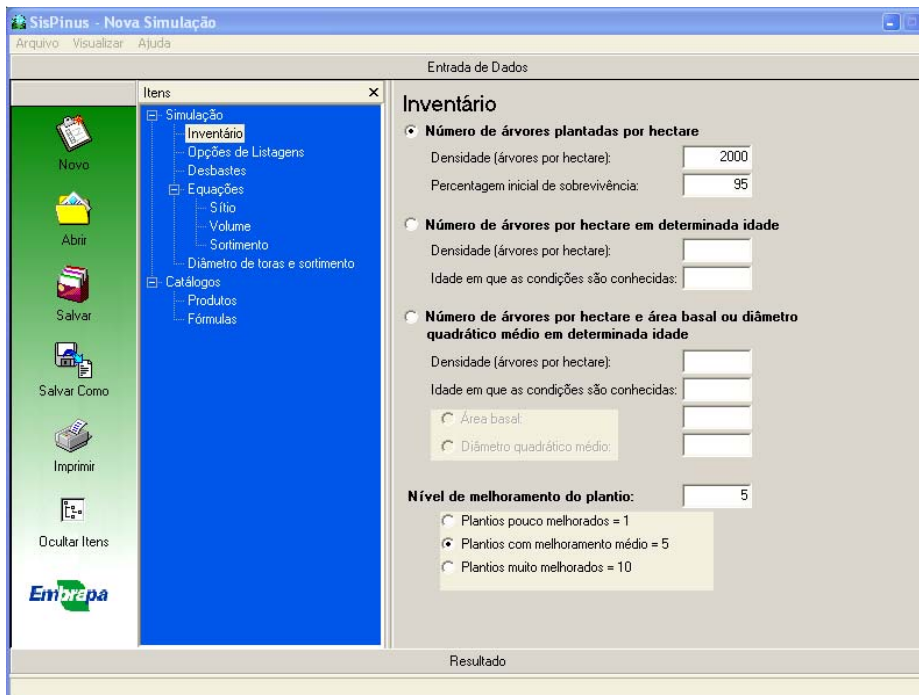 SisPinus - Nova Simulação
Arquivo Visualizar Ajuda
Entrada de Dados
Novo
Abrir
Salvar
Salvar Como
Imprimir
Ocultar Itens
Embrapa
Itens
Simulação
Inventário
Opções de Listagens
Desbastes
Equações
Sítio
Volume
Sortimento
Diâmetro de toras e sortimento
Catálogos
Produtos
Fórmulas
Inventário
Número de árvores plantadas por hectare
Densidade (árvores por hectare): 2000
Percentagem inicial de sobrevivência: 95
Número de árvores por hectare em determinada idade
Densidade (árvores por hectare):
Idade em que as condições são conhecidas:
Número de árvores por hectare e área basal ou diâmetro
quadrático médio em determinada idade
Densidade (árvores por hectare):
Idade em que as condições são conhecidas:
Área basal:
Diâmetro quadrático médio:
Nível de melhoramento do plantio: 5
Plantios pouco melhorados = 1
Plantios com melhoramento médio = 5
Plantios muito melhorados = 10
Resultado